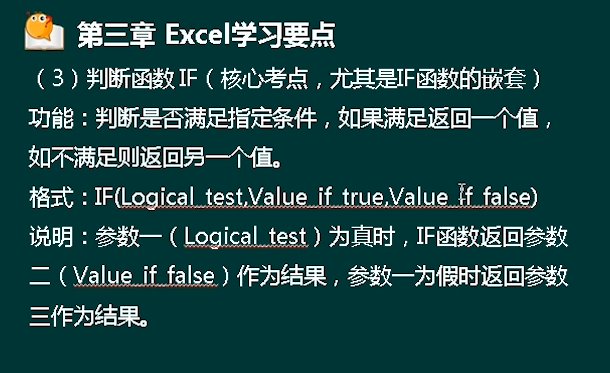 第三章 Excel学习要点
（3）判断函数 IF（核心考点，尤其是IF函数的嵌套）
功能：判断是否满足指定条件，如果满足返回一个值，
如不满足则返回另一个值。
格式：IF(Logical_test,Value_if_true,Value_if_false)
说明：参数一（Logical_test）为真时，IF函数返回参数
二（Value_if_false）作为结果，参数一为假时返回参数
三作为结果。